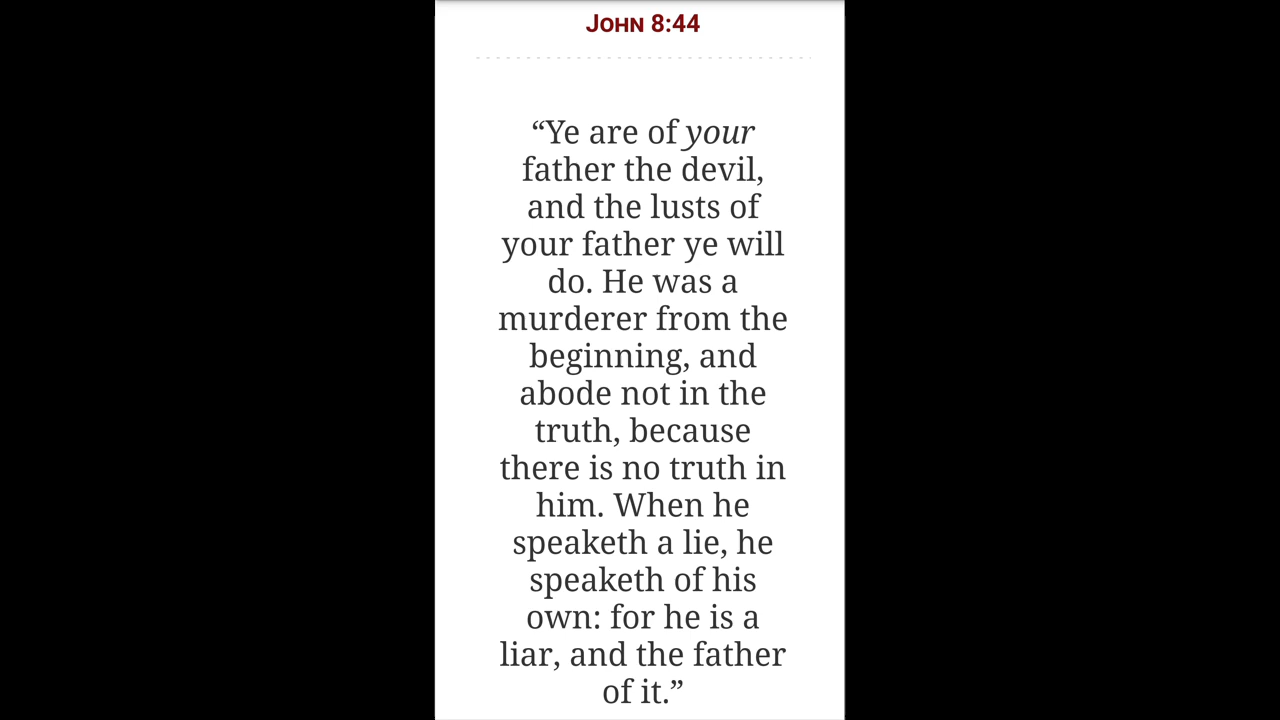 John 8:44
“Ye are of your
father the devil,
and the lusts of
your father ye will
do. He was a
murderer from the
beginning, and
abode not in the
truth, because
there is no truth in
him. When he
speaketh a lie, he
speaketh of his
own: for he is a
liar, and the father
of it.”